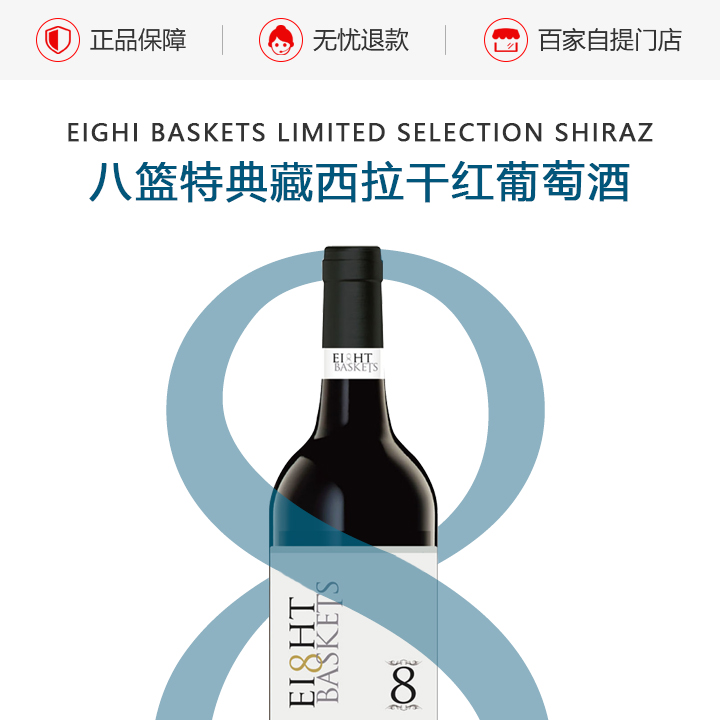 正品保障
无忧退款
百家自提门店
EIGHI BASKETS LIMITED SELECTION SHIRAZ
八篮特典藏西拉干红葡萄酒
EI8HT
BASKETS
EI8HT
BASKETS
8